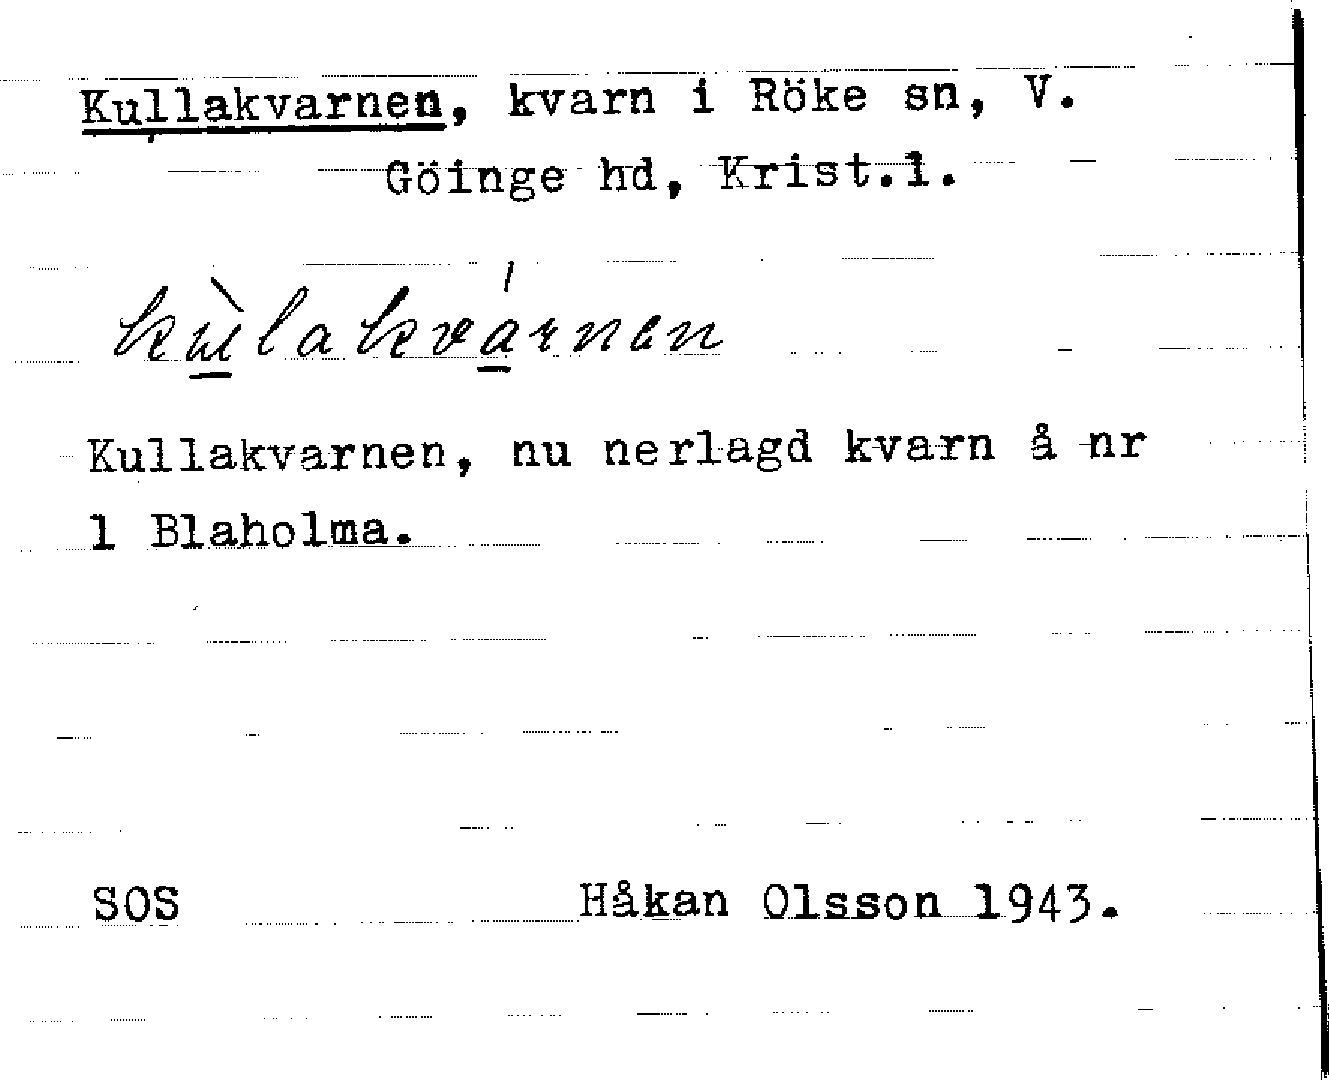 Kullakvarnen, kvarn i Röke sn, V.
Göinge hd, Krist.l.
kùlakvárnen
Kullakvarnen, nu nerlagd kvarn å nr
1 Blaholma.
SOS Håkan Olsson 1943.